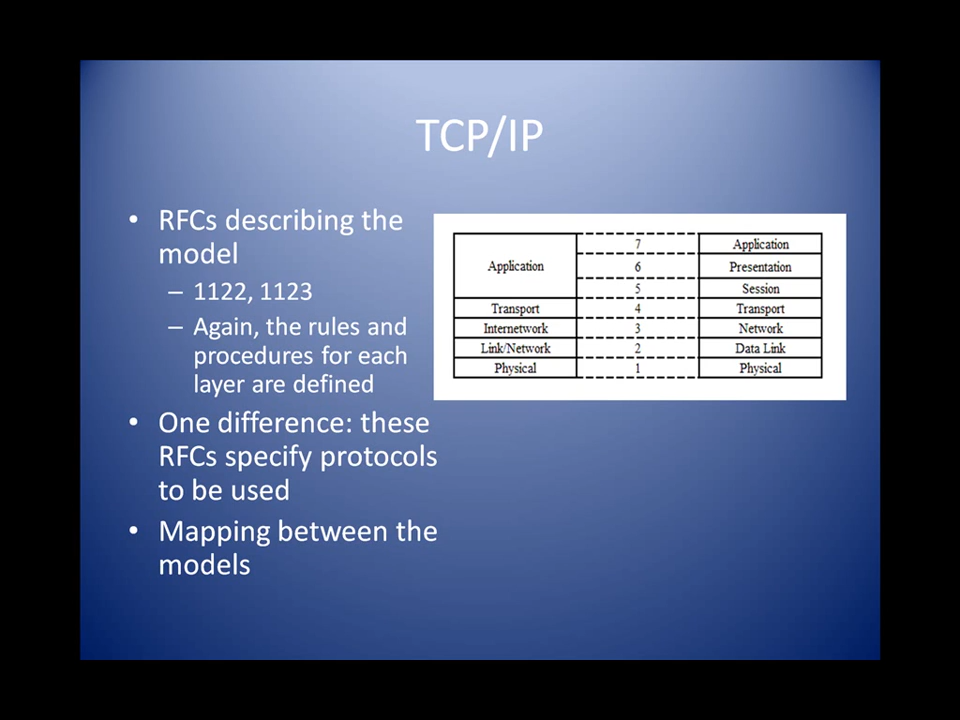 TCP/IP
• RFCs describing the
model
– 1122, 1123
– Again, the rules and
procedures for each
layer are defined
• One difference: these
RFCs specify protocols
to be used
• Mapping between the
models
Application 7 Application
6 Presentation
5 Session
Transport 4 Transport
Internetwork 3 Network
Link/Network 2 Data Link
Physical 1 Physical